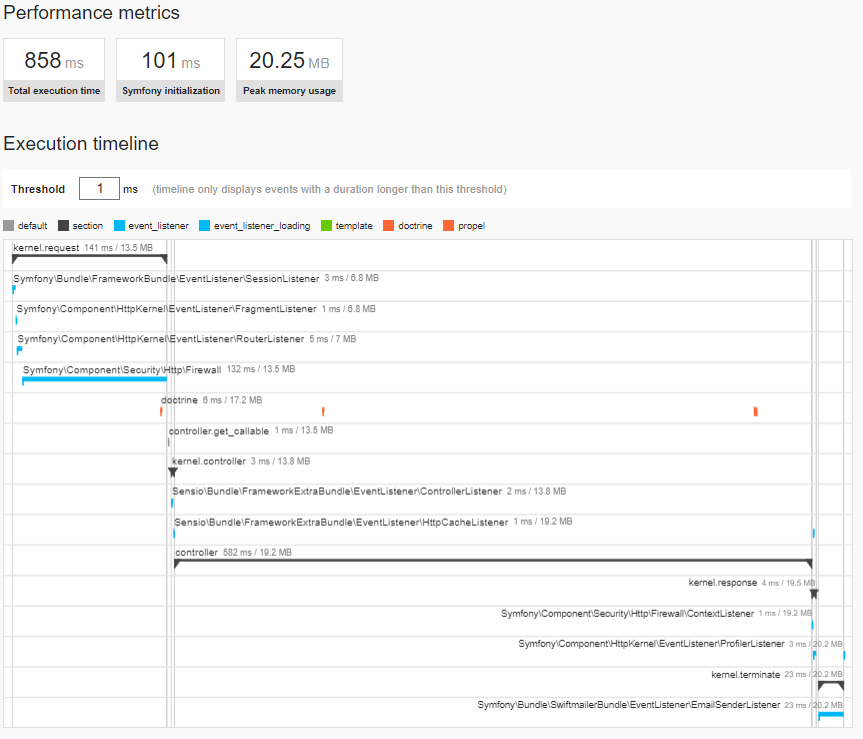 Performance metrics
858 ms
101 ms
20.25 MB
Total execution time
Symfony initialization
Peak memory usage
Execution timeline
Threshold 1 ms (timeline only displays events with a duration longer than this threshold)
default section event_listener event_listener_loading template doctrine propel
kernel.request 141 ms / 13.5 MB
Symfony\Bundle\FrameworkBundle\EventListener\SessionListener 3 ms / 6.8 MB
Symfony\Component\HttpKernel\EventListener\FragmentListener 1 ms / 6.8 MB
Symfony\Component\HttpKernel\EventListener\RouterListener 5 ms / 7 MB
Symfony\Component\Security\Http\Firewall 132 ms / 13.5 MB
doctrine 6 ms / 17.2 MB
controller.get_callable 1 ms / 13.5 MB
kernel.controller 3 ms / 13.8 MB
Sensio\Bundle\FrameworkExtraBundle\EventListener\ControllerListener 2 ms / 13.8 MB
Sensio\Bundle\FrameworkExtraBundle\EventListener\HttpCacheListener 1 ms / 19.2 MB
controller 582 ms / 19.2 MB
kernel.response 4 ms / 19.5 MB
Symfony\Component\Security\Http\Firewall\ContextListener 1 ms / 19.2 MB
Symfony\Component\HttpKernel\EventListener\ProfilerListener 3 ms / 20.2 MB
kernel.terminate 23 ms / 20.2 MB
Symfony\Bundle\SwiftmailerBundle\EventListener\EmailSenderListener 23 ms / 20.2 MB